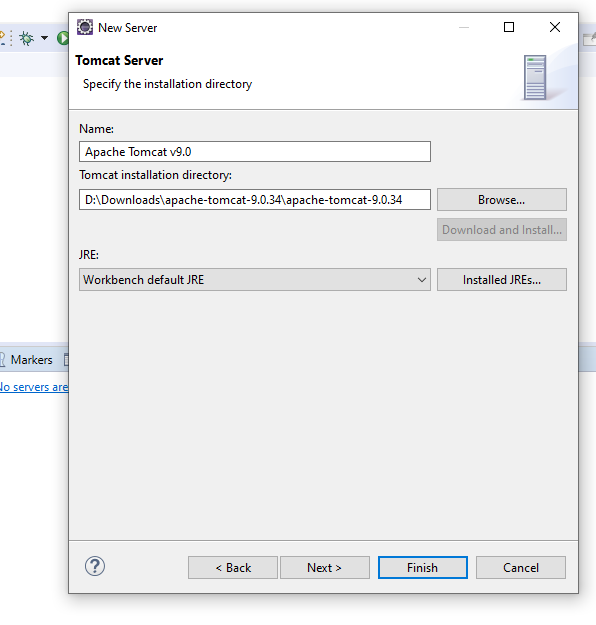 New Server
Tomcat Server
Specify the installation directory
Name:
Apache Tomcat v9.0
Tomcat installation directory:
D:\Downloads\apache-tomcat-9.0.34\apache-tomcat-9.0.34
Browse...
Download and Install...
JRE:
Workbench default JRE
Installed JREs...
Markers
No servers are
?
< Back
Next >
Finish
Cancel